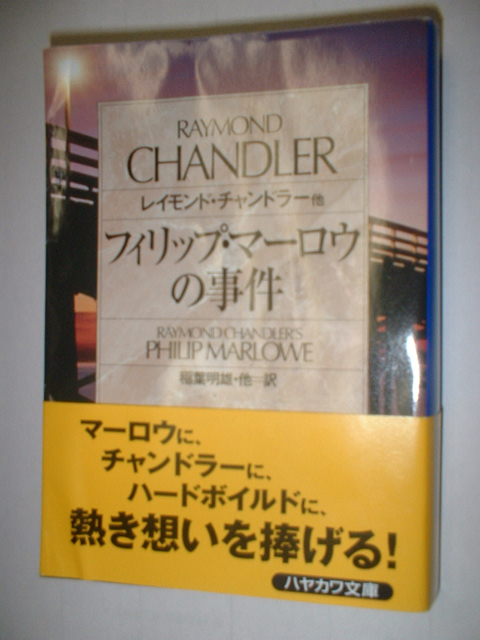 RAYMOND
CHANDLER
レイモンド・チャンドラー他
フィリップ・マーロウ
の事件
RAYMOND CHANDLER'S
PHILIP MARLOWE
稲葉明雄・他=訳
マーロウに、
チャンドラーに、
ハードボイルドに、
熱き想いを捧げる!
ハヤカワ文庫